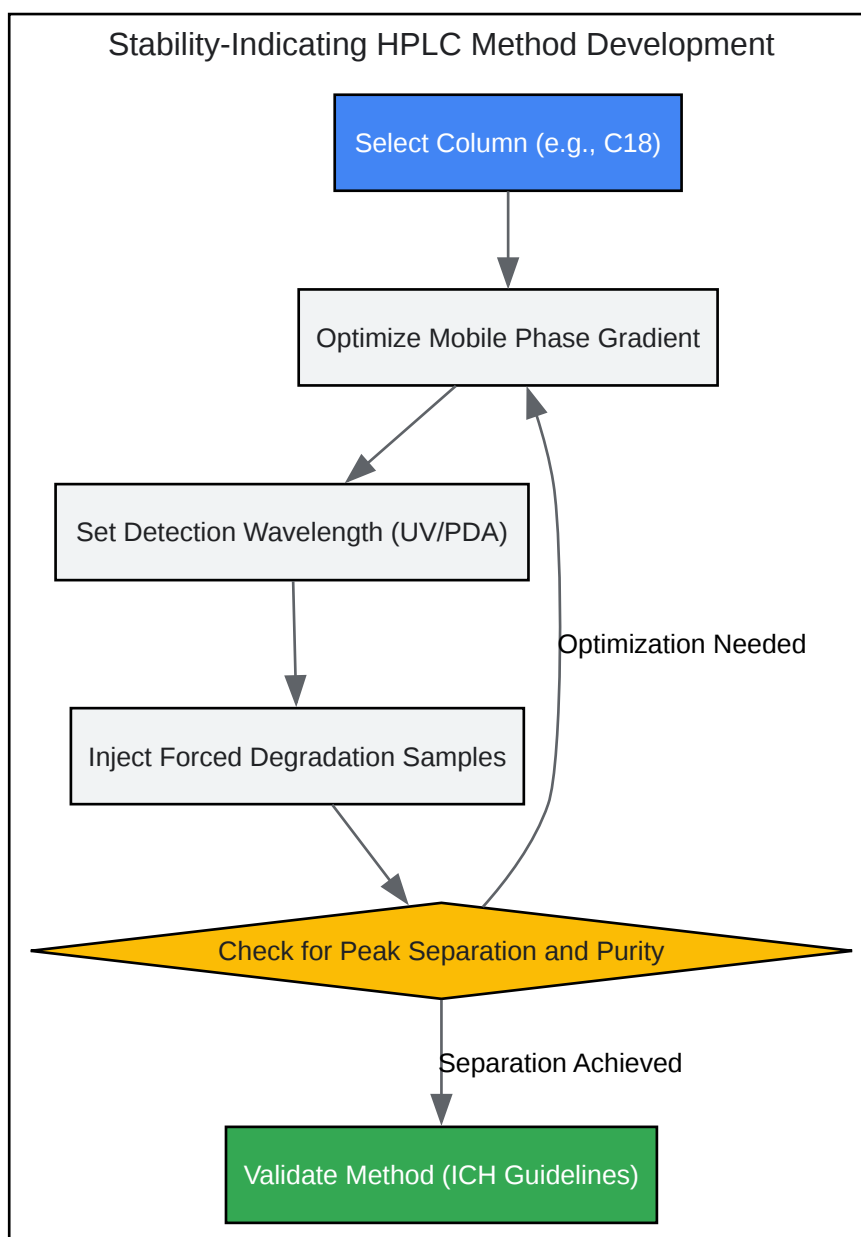 Stability-Indicating HPLC Method Development
Select Column (e.g., C18)
Optimize Mobile Phase Gradient
Set Detection Wavelength (UV/PDA)
Optimization Needed
Inject Forced Degradation Samples
Check for Peak Separation and Purity
Separation Achieved
Validate Method (ICH Guidelines)